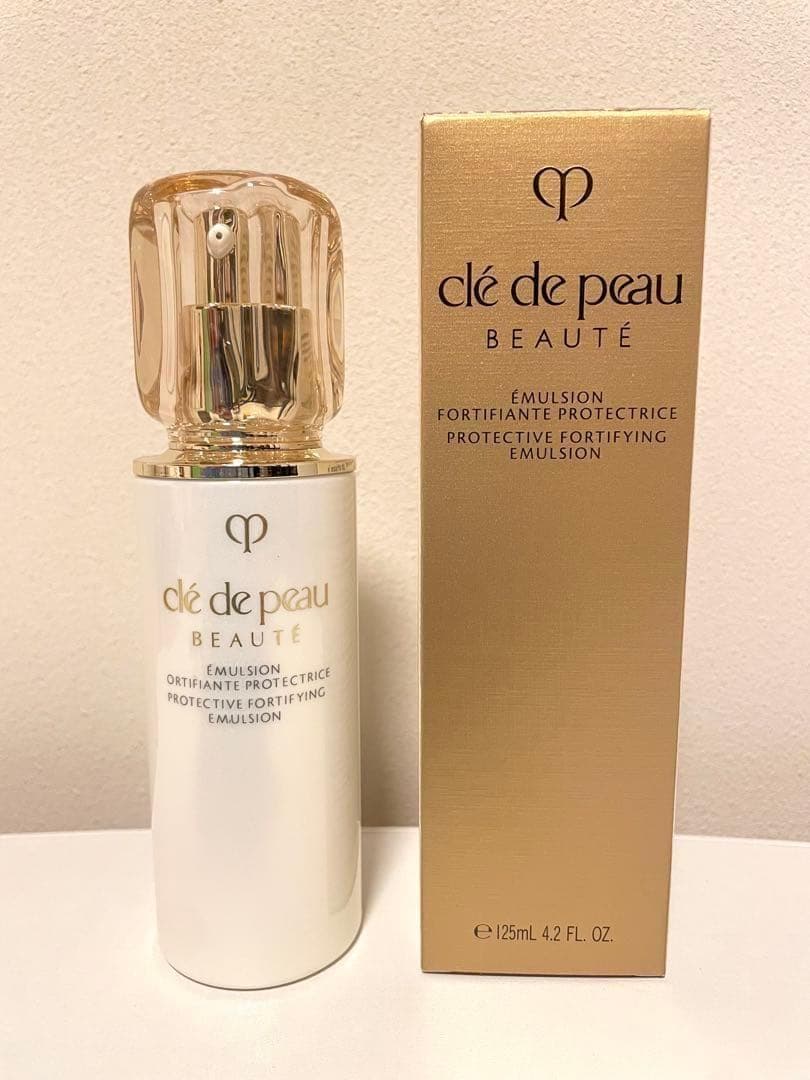 clé de peau
BEAUTÉ
ÉMULSION
ORTIFIANTE PROTECTRICE
PROTECTIVE FORTIFYING
EMULSION
clé de peau
BEAUTÉ
ÉMULSION
FORTIFIANTE PROTECTRICE
PROTECTIVE FORTIFYING
EMULSION
℮125mL 4.2 FL. OZ.